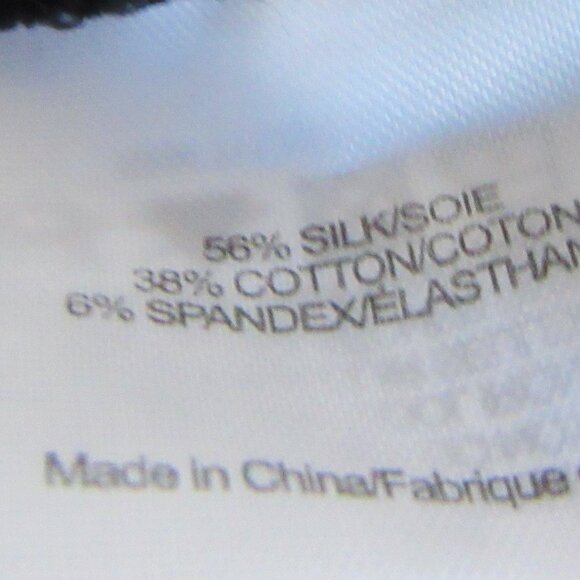 56% SILK/SOIE
38% COTTON/COTON
6% SPANDEX/ÉLASTHAN
Made in China/Fabrique